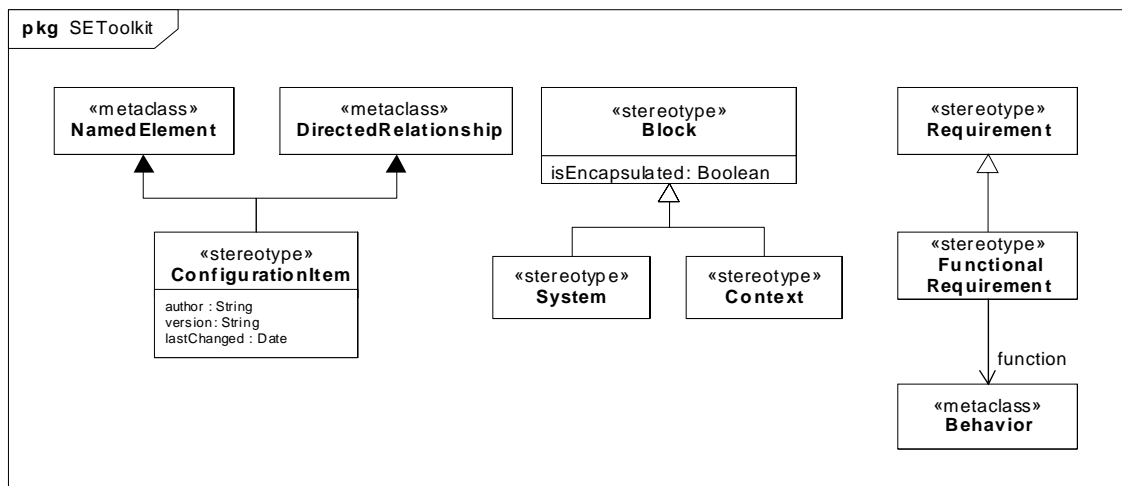 pkg SEToolkit
«metaclass»
NamedElement
«metaclass»
DirectedRelationship
«stereotype»
ConfigurationItem
author : String
version: String
lastChanged : Date
«stereotype»
Block
isEncapsulated: Boolean
«stereotype»
System
«stereotype»
Context
«stereotype»
Requirement
«stereotype»
Functional
Requirement
function
«metaclass»
Behavior